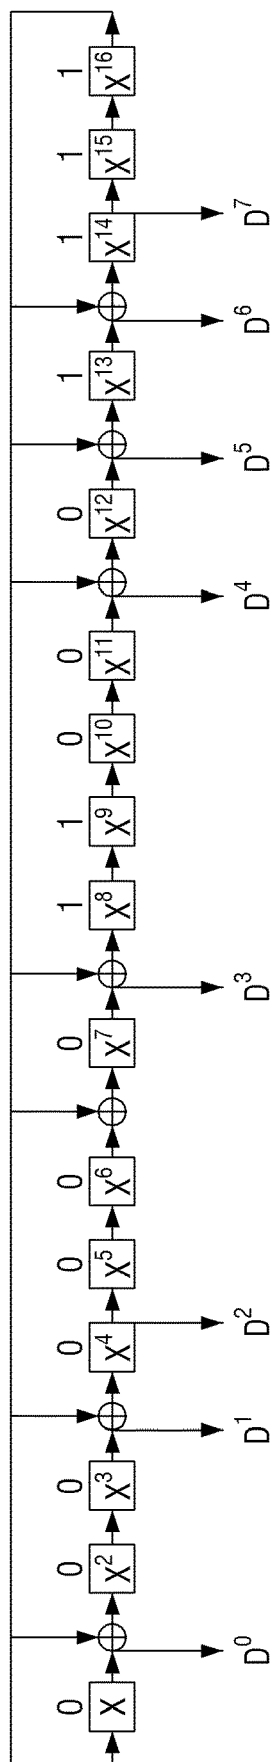 0 0 0 0 0 0 0 1 1 0 0 0 1 1 1 1
X X² X³ X⁴ X⁵ X⁶ X⁷ X⁸ X⁹ X¹⁰ X¹¹ X¹² X¹³ X¹⁴ X¹⁵ X¹⁶
D⁰ D¹ D² D³ D⁴ D⁵ D⁶ D⁷